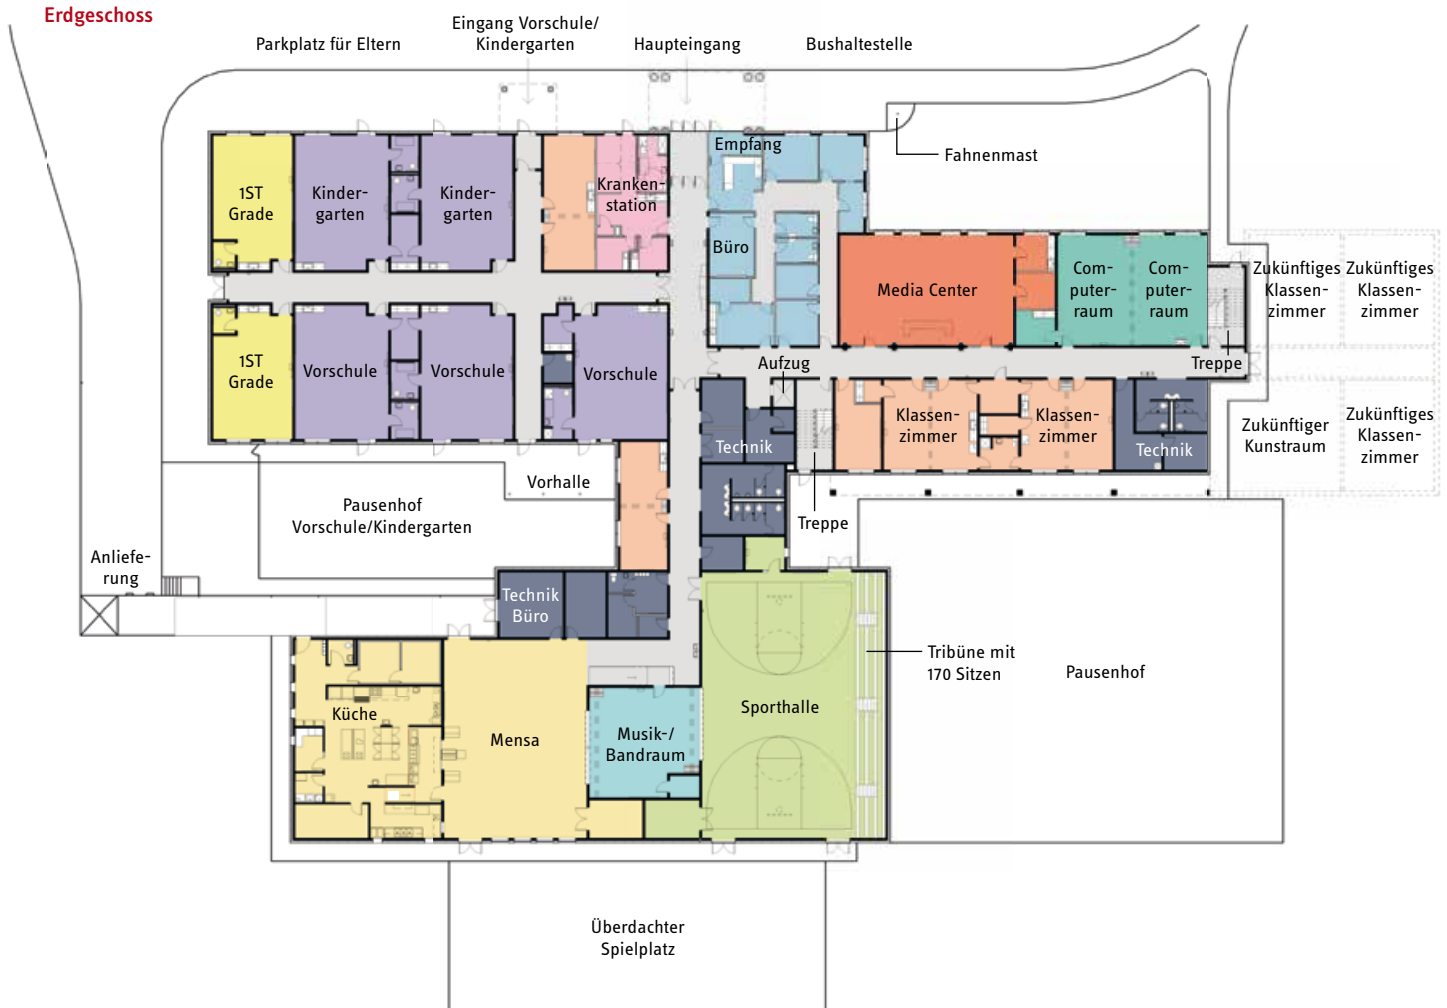 Erdgeschoss
Parkplatz für Eltern
Eingang Vorschule/
Kindergarten
Haupteingang
Bushaltestelle
Empfang
Fahnenmast
1ST
Grade
Kinder-
garten
Kinder-
garten
Kranken-
station
Büro
Media Center
Com-
puter-
raum
Com-
puter-
raum
Zukünftiges
Klassen-
zimmer
Zukünftiges
Klassen-
zimmer
1ST
Grade
Vorschule
Vorschule
Vorschule
Aufzug
Treppe
Klassen-
zimmer
Klassen-
zimmer
Technik
Technik
Zukünftiger
Kunstraum
Zukünftiges
Klassen-
zimmer
Vorhalle
Pausenhof
Vorschule/Kindergarten
Treppe
Anliefe-
rung
Technik
Büro
Tribüne mit
170 Sitzen
Pausenhof
Küche
Mensa
Musik-/
Bandraum
Sporthalle
Überdachter
Spielplatz